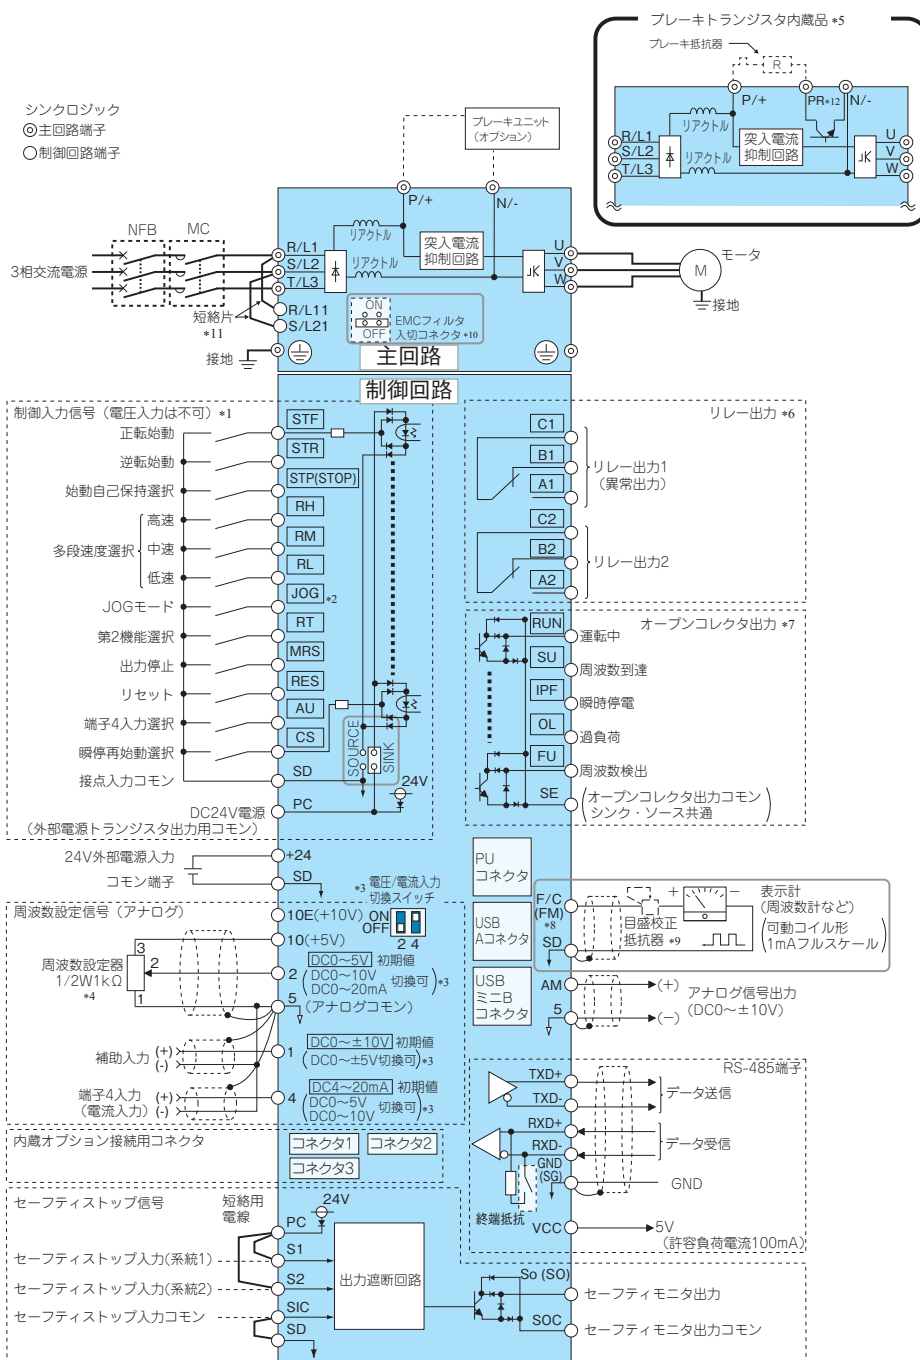 ブレーキトランジスタ内蔵品 *5
ブレーキ抵抗器
R
P/+
PR*12
N/-
リアクトル
リアクトル
突入電流
抑制回路
R/L1
S/L2
T/L3
U
V
W
シンクロジック
主回路端子
制御回路端子
ブレーキユニット
(オプション)
P/+
N/-
NFB
MC
3相交流電源
R/L1
S/L2
T/L3
リアクトル
リアクトル
突入電流
抑制回路
U
V
W
モータ
M
接地
短絡片
*11
R/L11
S/L21
ON
OFF
EMCフィルタ
入切コネクタ*10
接地
主回路
制御回路
制御入力信号(電圧入力は不可)*1
正転始動
STF
逆転始動
STR
始動自己保持選択
STP(STOP)
多段速度選択
高速
RH
中速
RM
低速
RL
JOGモード
JOG *2
第2機能選択
RT
出力停止
MRS
リセット
RES
端子4入力選択
AU
瞬停再始動選択
CS
接点入力コモン
SD
SOURCE
SINK
24V
DC24V電源
(外部電源トランジスタ出力用コモン)
PC
リレー出力 *6
C1
B1
A1
リレー出力1
(異常出力)
C2
B2
A2
リレー出力2
オープンコレクタ出力 *7
RUN
運転中
SU
周波数到達
IPF
瞬時停電
OL
過負荷
FU
周波数検出
SE
オープンコレクタ出力コモン
シンク・ソース共通
24V外部電源入力
+24
コモン端子
SD
*3 電圧/電流入力
切換スイッチ
ON
OFF
2 4
周波数設定信号(アナログ)
10E(+10V)
10(+5V)
周波数設定器
1/2W1kΩ
*4
3
2
1
2
DC0～5V 初期値
DC0～10V
DC0～20mA
切換可 *3
5
(アナログコモン)
補助入力
(+)
(-)
1
DC0～±10V 初期値
(DC0～±5V切換可) *3
端子4入力
(電流入力)
(+)
(-)
4
DC4～20mA 初期値
DC0～5V
DC0～10V
切換可 *3
PU
コネクタ
USB
Aコネクタ
USB
ミニB
コネクタ
F/C
(FM)
*8
SD
目盛校正
抵抗器 *9
+
−
表示計
(周波数計など)
可動コイル形
1mAフルスケール
AM
5
(+)
(−)
アナログ信号出力
(DC0～±10V)
RS-485端子
TXD+
TXD-
データ送信
RXD+
RXD-
データ受信
GND
(SG)
GND
終端抵抗
VCC
5V
(許容負荷電流100mA)
内蔵オプション接続用コネクタ
コネクタ1
コネクタ2
コネクタ3
セーフティストップ信号
短絡用
電線
24V
PC
セーフティストップ入力(系統1)
S1
セーフティストップ入力(系統2)
S2
セーフティストップ入力コモン
SIC
SD
出力遮断回路
So (SO)
セーフティモニタ出力
SOC
セーフティモニタ出力コモン